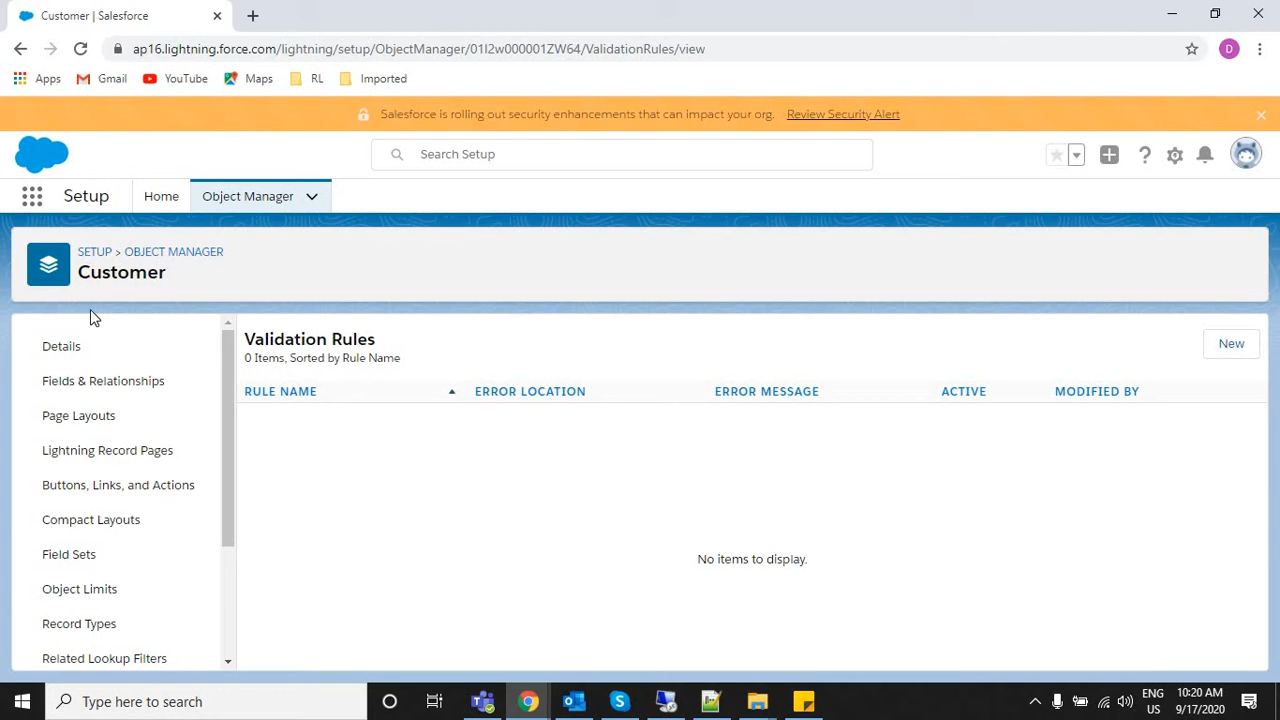 Customer | Salesforce
ap16.lightning.force.com/lightning/setup/ObjectManager/01I2w000001ZW64/ValidationRules/view
D
Apps Gmail YouTube Maps RL Imported
Salesforce is rolling out security enhancements that can impact your org. Review Security Alert
Search Setup
Setup Home Object Manager
SETUP > OBJECT MANAGER
Customer
Details
Fields & Relationships
Page Layouts
Lightning Record Pages
Buttons, Links, and Actions
Compact Layouts
Field Sets
Object Limits
Record Types
Related Lookup Filters
Validation Rules
0 Items, Sorted by Rule Name
New
RULE NAME ERROR LOCATION ERROR MESSAGE ACTIVE MODIFIED BY
No items to display.
Type here to search
ENG
US
10:20 AM
9/17/2020